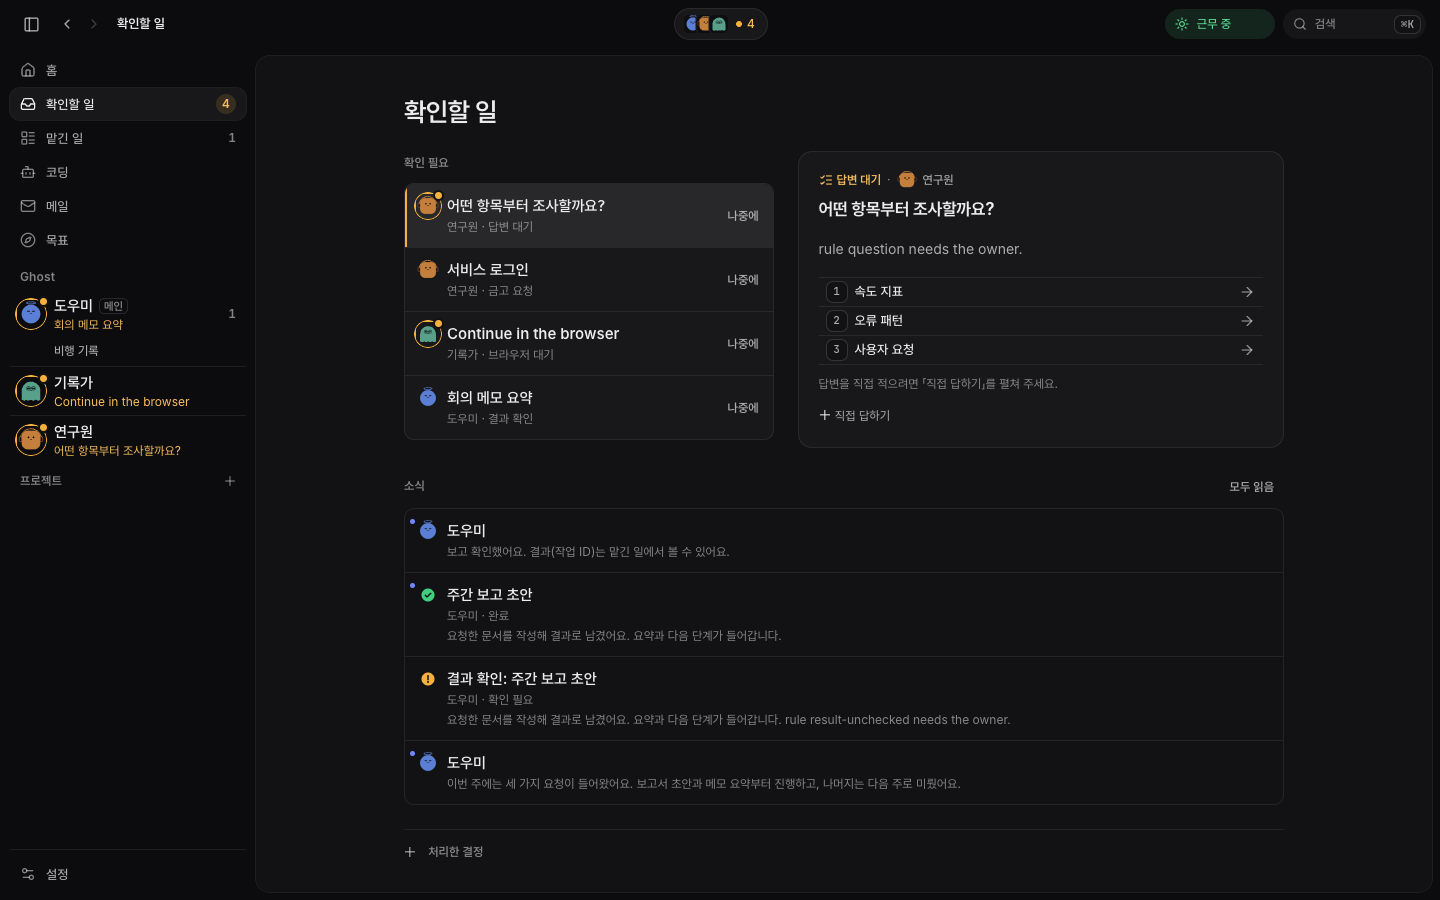 확인할 일
4
근무 중
검색
⌘K
홈
확인할 일
4
맡긴 일
1
코딩
메일
목표
Ghost
도우미 메인
회의 메모 요약
1
비행 기록
기록가
Continue in the browser
연구원
어떤 항목부터 조사할까요?
프로젝트
설정
확인할 일
확인 필요
어떤 항목부터 조사할까요?
연구원 · 답변 대기
나중에
서비스 로그인
연구원 · 금고 요청
나중에
Continue in the browser
기록가 · 브라우저 대기
나중에
회의 메모 요약
도우미 · 결과 확인
나중에
답변 대기 · 연구원
어떤 항목부터 조사할까요?
rule question needs the owner.
1 속도 지표
2 오류 패턴
3 사용자 요청
답변을 직접 적으려면 「직접 답하기」를 펼쳐 주세요.
직접 답하기
소식
모두 읽음
도우미
보고 확인했어요. 결과(작업 ID)는 맡긴 일에서 볼 수 있어요.
주간 보고 초안
도우미 · 완료
요청한 문서를 작성해 결과로 남겼어요. 요약과 다음 단계가 들어갑니다.
결과 확인: 주간 보고 초안
도우미 · 확인 필요
요청한 문서를 작성해 결과로 남겼어요. 요약과 다음 단계가 들어갑니다. rule result-unchecked needs the owner.
도우미
이번 주에는 세 가지 요청이 들어왔어요. 보고서 초안과 메모 요약부터 진행하고, 나머지는 다음 주로 미뤘어요.
처리한 결정